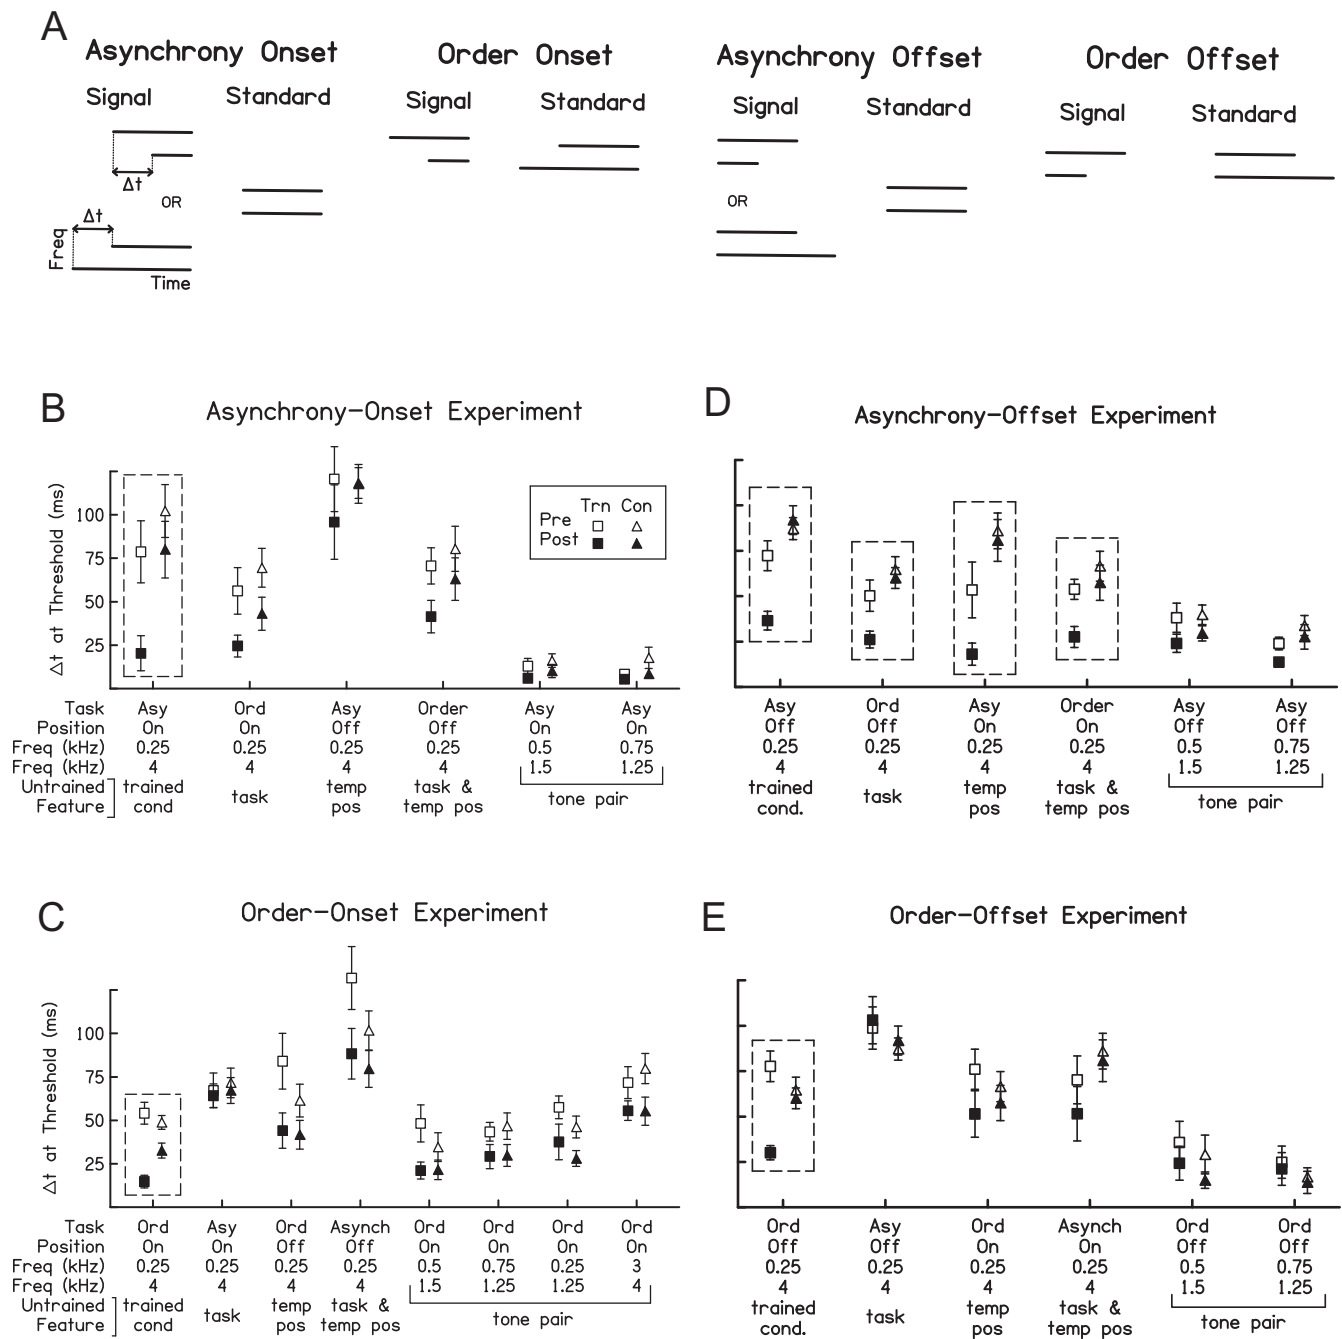 A
Asynchrony Onset
Order Onset
Asynchrony Offset
Order Offset
Signal
Standard
Signal
Standard
Signal
Standard
Signal
Standard
Δt
OR
Δt
Freq
Time
OR
B
Asynchrony-Onset Experiment
Δt at Threshold (ms)
100
75
50
25
Trn Con
Pre
Post
Task Asy Ord Asy Order Asy Asy
Position On On Off Off On On
Freq (kHz) 0.25 0.25 0.25 0.25 0.5 0.75
Freq (kHz) 4 4 4 4 1.5 1.25
Untrained Feature
trained cond
task
temp pos
task & temp pos
tone pair
D
Asynchrony-Offset Experiment
Asy Ord Asy Order Asy Asy
Off Off On On Off Off
0.25 0.25 0.25 0.25 0.5 0.75
4 4 4 4 1.5 1.25
trained cond.
task
temp pos
task & temp pos
tone pair
C
Order-Onset Experiment
Δt at Threshold (ms)
100
75
50
25
Task Ord Asy Ord Asynch Ord Ord Ord Ord
Position On On Off Off On On On On
Freq (kHz) 0.25 0.25 0.25 0.25 0.5 0.75 0.25 3
Freq (kHz) 4 4 4 4 1.5 1.25 1.25 4
Untrained Feature
trained cond
task
temp pos
task & temp pos
tone pair
E
Order-Offset Experiment
Ord Asy Ord Asynch Ord Ord
Off Off On On Off Off
0.25 0.25 0.25 0.25 0.5 0.75
4 4 4 4 1.5 1.25
trained cond.
task
temp pos
task & temp pos
tone pair